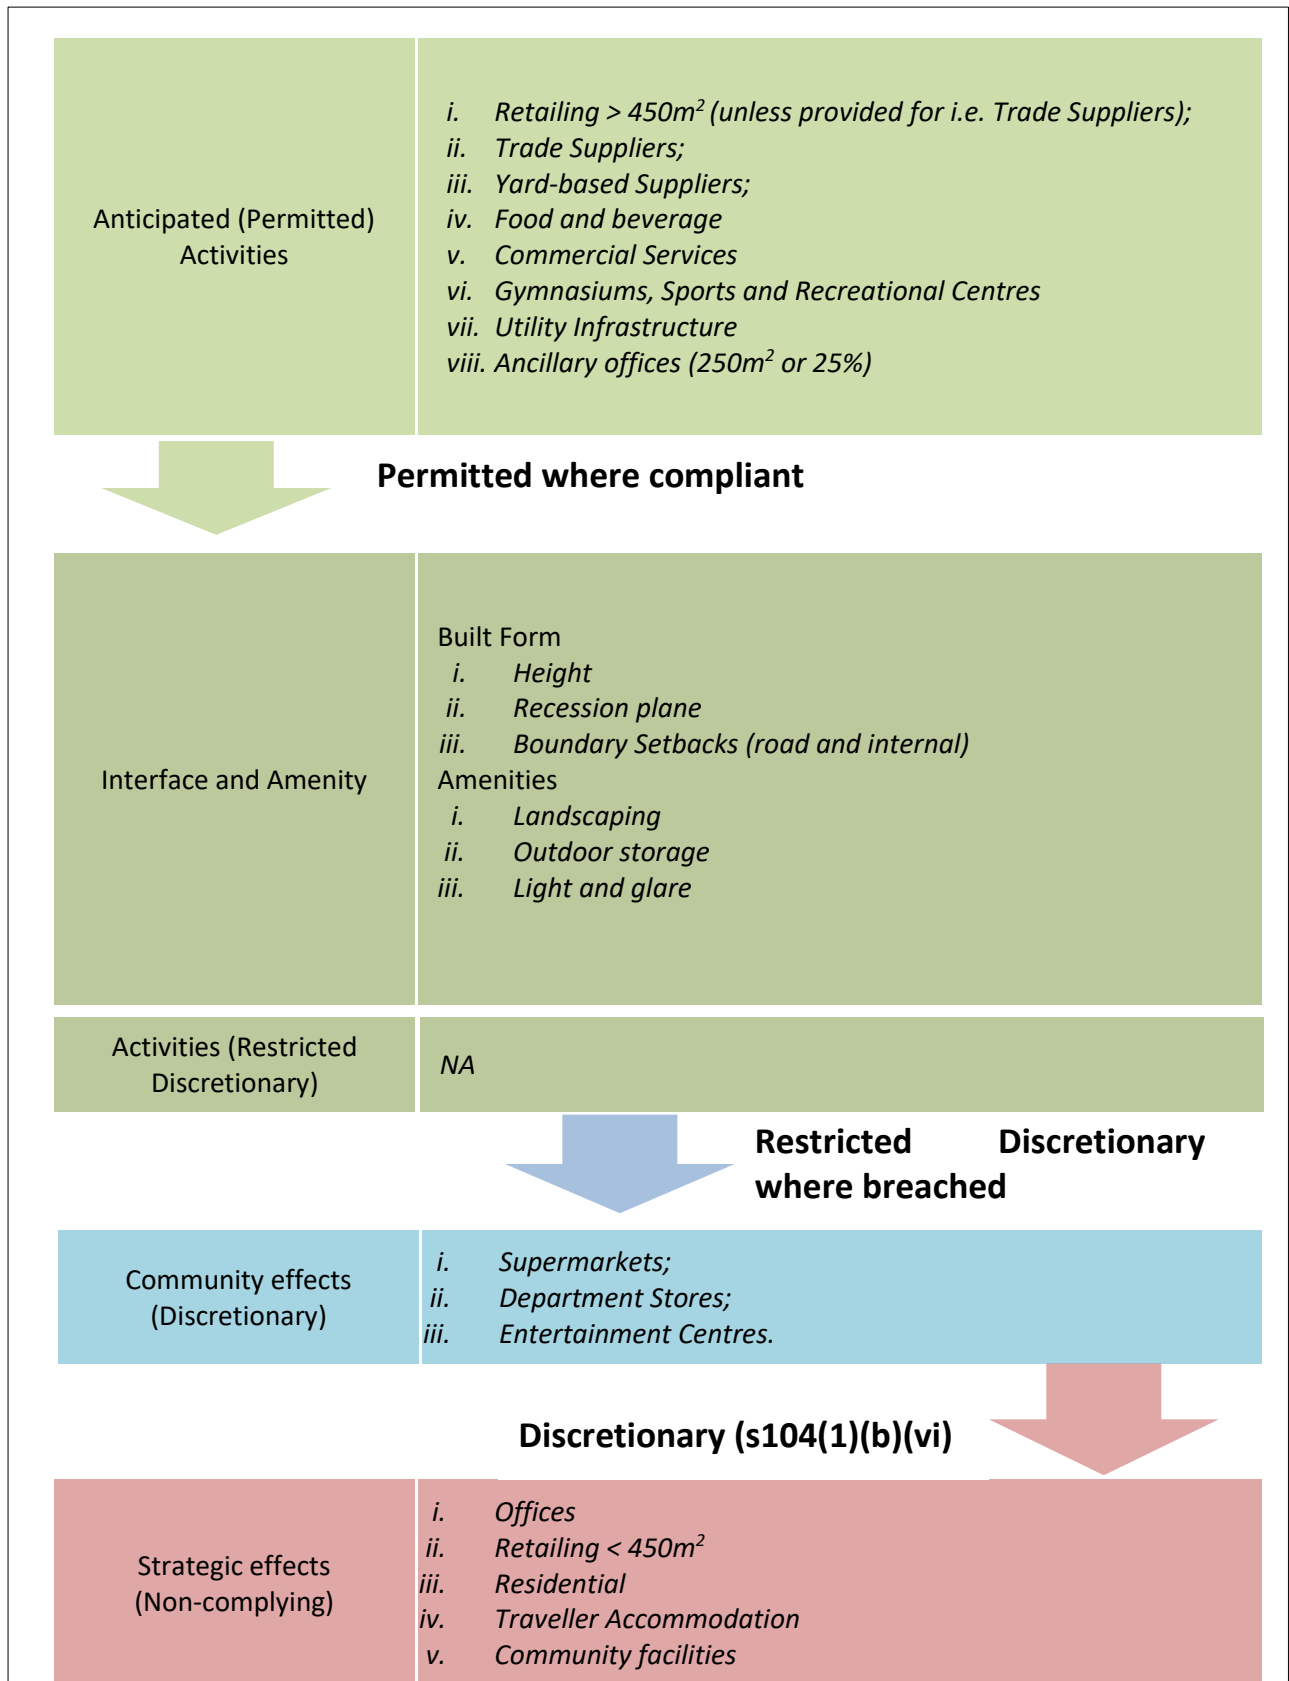 Anticipated (Permitted)
Activities
i. Retailing > 450m² (unless provided for i.e. Trade Suppliers);
ii. Trade Suppliers;
iii. Yard-based Suppliers;
iv. Food and beverage
v. Commercial Services
vi. Gymnasiums, Sports and Recreational Centres
vii. Utility Infrastructure
viii. Ancillary offices (250m² or 25%)
Permitted where compliant
Interface and Amenity
Built Form
i. Height
ii. Recession plane
iii. Boundary Setbacks (road and internal)
Amenities
i. Landscaping
ii. Outdoor storage
iii. Light and glare
Activities (Restricted
Discretionary)
NA
Restricted Discretionary
where breached
Community effects
(Discretionary)
i. Supermarkets;
ii. Department Stores;
iii. Entertainment Centres.
Discretionary (s104(1)(b)(vi)
Strategic effects
(Non-complying)
i. Offices
ii. Retailing < 450m²
iii. Residential
iv. Traveller Accommodation
v. Community facilities